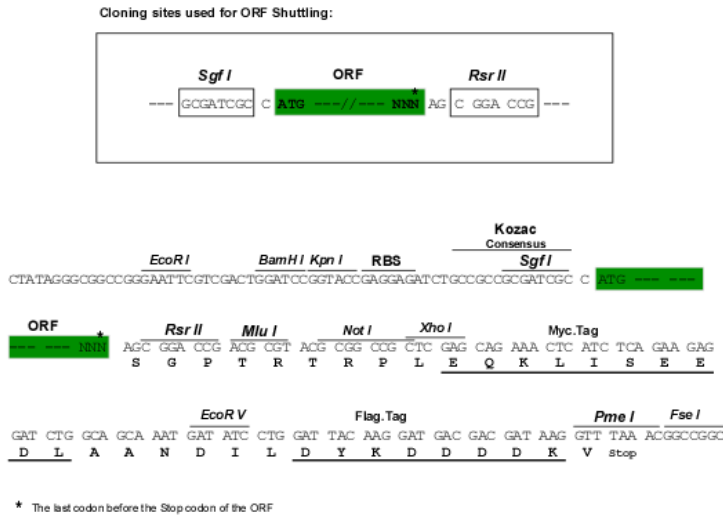 Cloning sites used for ORF Shuttling:
Sgf I ORF Rsr II
*
--- GCGATCGC C ATG ---//--- NNN AG C GGA CCG ---
Kozac
Consensus
EcoR I BamH I Kpn I RBS Sgf I
CTATAGGGCGGCCGGGAATTCGTCGACTGGATCCGGTACCGAGGAGATCTGCCGCCGCGATCGC C ATG --- ---
ORF * Rsr II Mlu I Not I Xho I Myc.Tag
--- --- NNN AGC GGA CCG ACG CGT ACG CGG CCG CTC GAG CAG AAA CTC ATC TCA GAA GAG
S G P T R T R P L E Q K L I S E E
EcoR V Flag.Tag Pme I Fse I
GAT CTG GCA GCA AAT GAT ATC CTG GAT TAC AAG GAT GAC GAC GAT AAG GTT TAA ACGGCCGGC
D L A A N D I L D Y K D D D D K V Stop
* The last codon before the Stop codon of the ORF